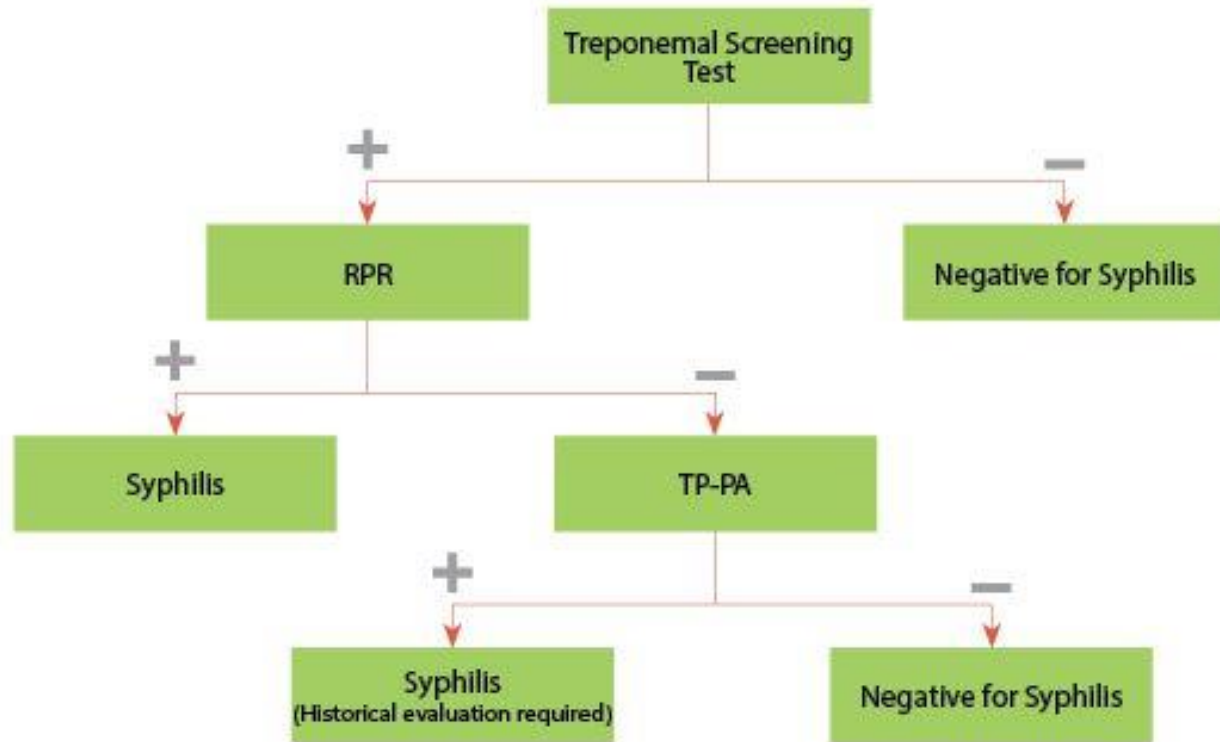 Treponemal Screening
Test
+
−
RPR
Negative for Syphilis
+
−
Syphilis
TP-PA
+
−
Syphilis
(Historical evaluation required)
Negative for Syphilis